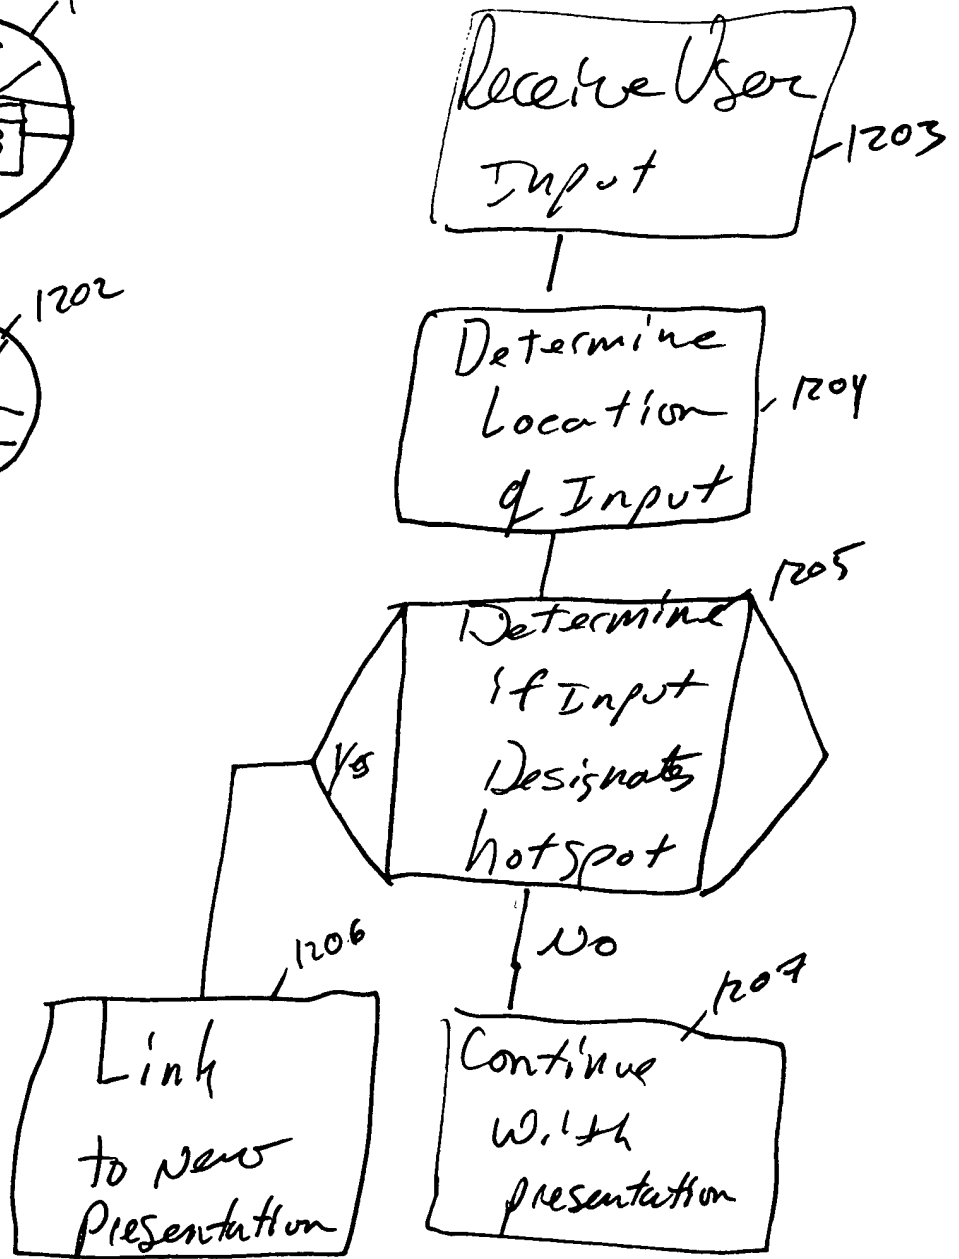 Receive User
Input
1203
1202
Determine
Location
of Input
1204
1205
Determine
if Input
Designates
hotspot
Yes
No
1206
1207
Link
to New
Presentation
Continue
With
presentation